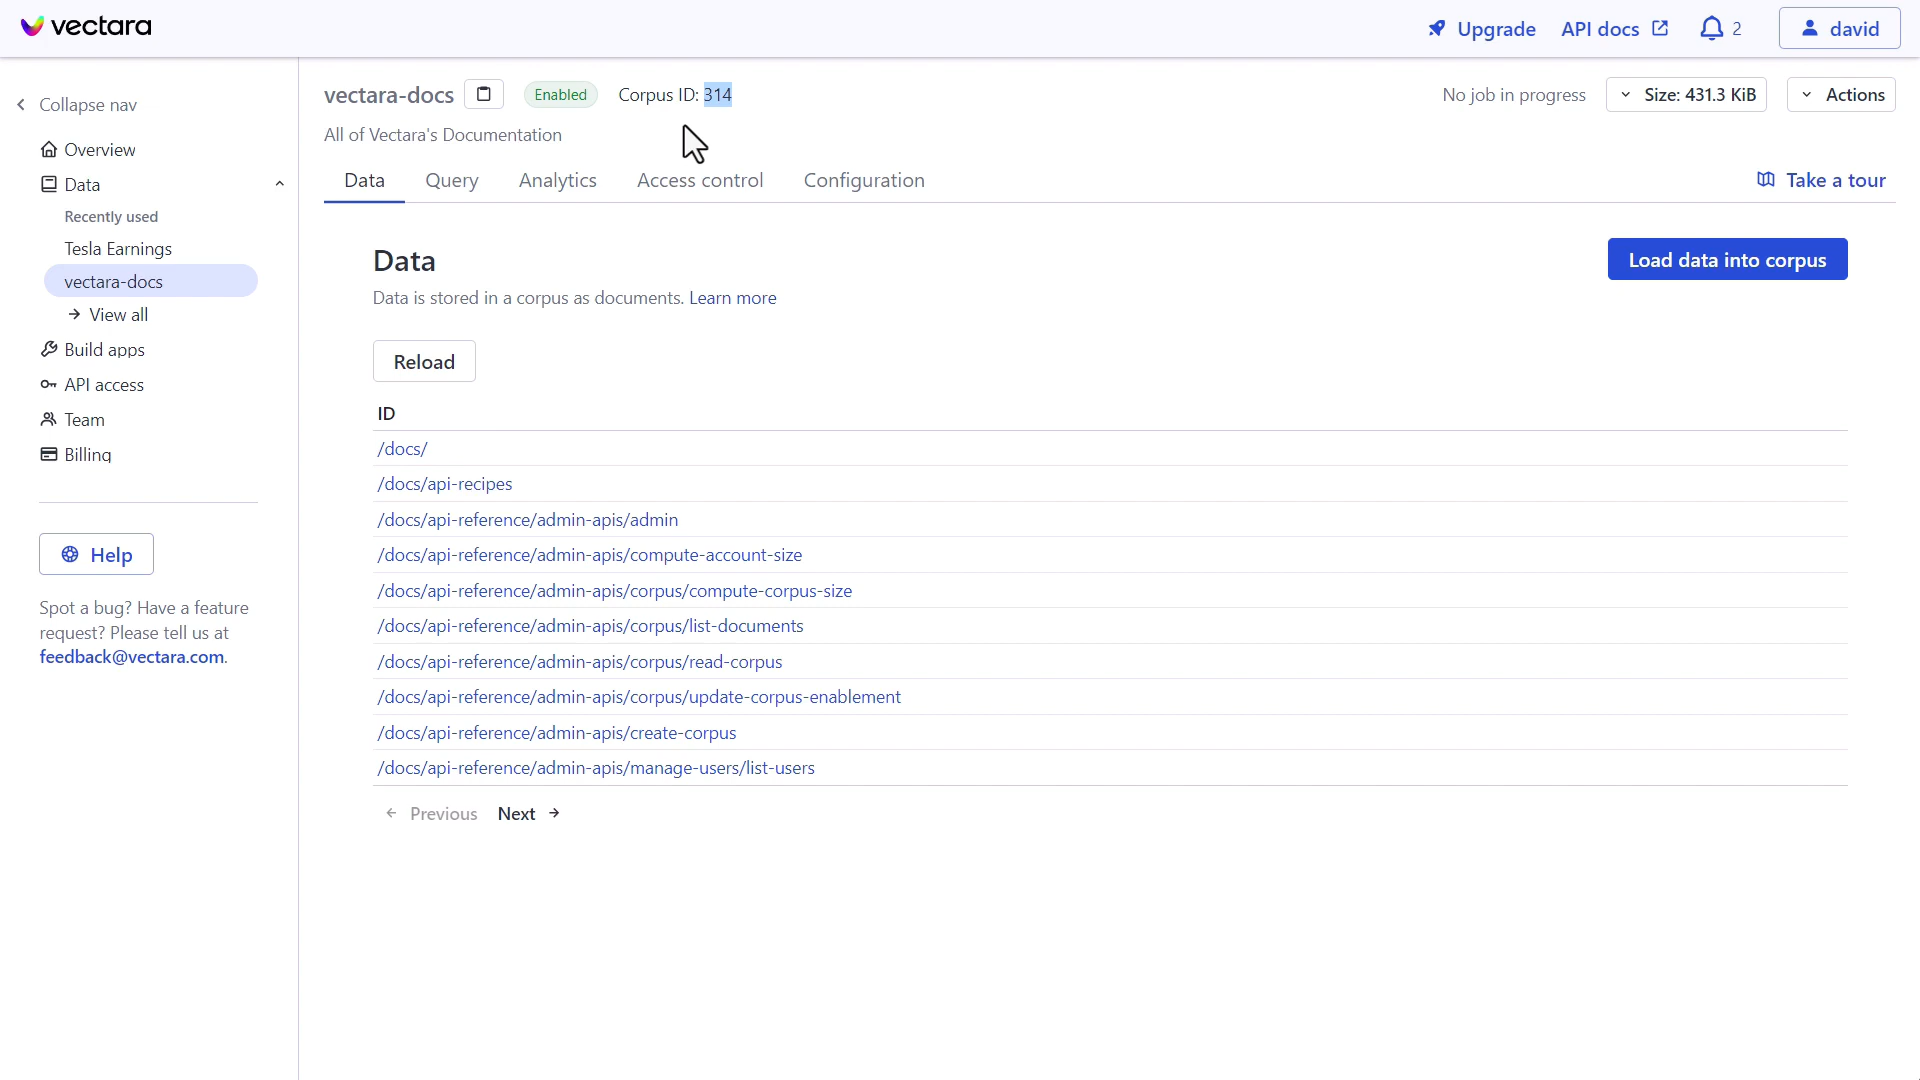 vectara
Upgrade
API docs
2
david
Collapse nav
Overview
Data
Recently used
Tesla Earnings
vectara-docs
View all
Build apps
API access
Team
Billing
Help
Spot a bug? Have a feature
request? Please tell us at
feedback@vectara.com.
vectara-docs
Enabled
Corpus ID: 314
No job in progress
Size: 431.3 KiB
Actions
All of Vectara's Documentation
Data
Query
Analytics
Access control
Configuration
Take a tour
Data
Load data into corpus
Data is stored in a corpus as documents. Learn more
Reload
ID
/docs/
/docs/api-recipes
/docs/api-reference/admin-apis/admin
/docs/api-reference/admin-apis/compute-account-size
/docs/api-reference/admin-apis/corpus/compute-corpus-size
/docs/api-reference/admin-apis/corpus/list-documents
/docs/api-reference/admin-apis/corpus/read-corpus
/docs/api-reference/admin-apis/corpus/update-corpus-enablement
/docs/api-reference/admin-apis/create-corpus
/docs/api-reference/admin-apis/manage-users/list-users
Previous
Next